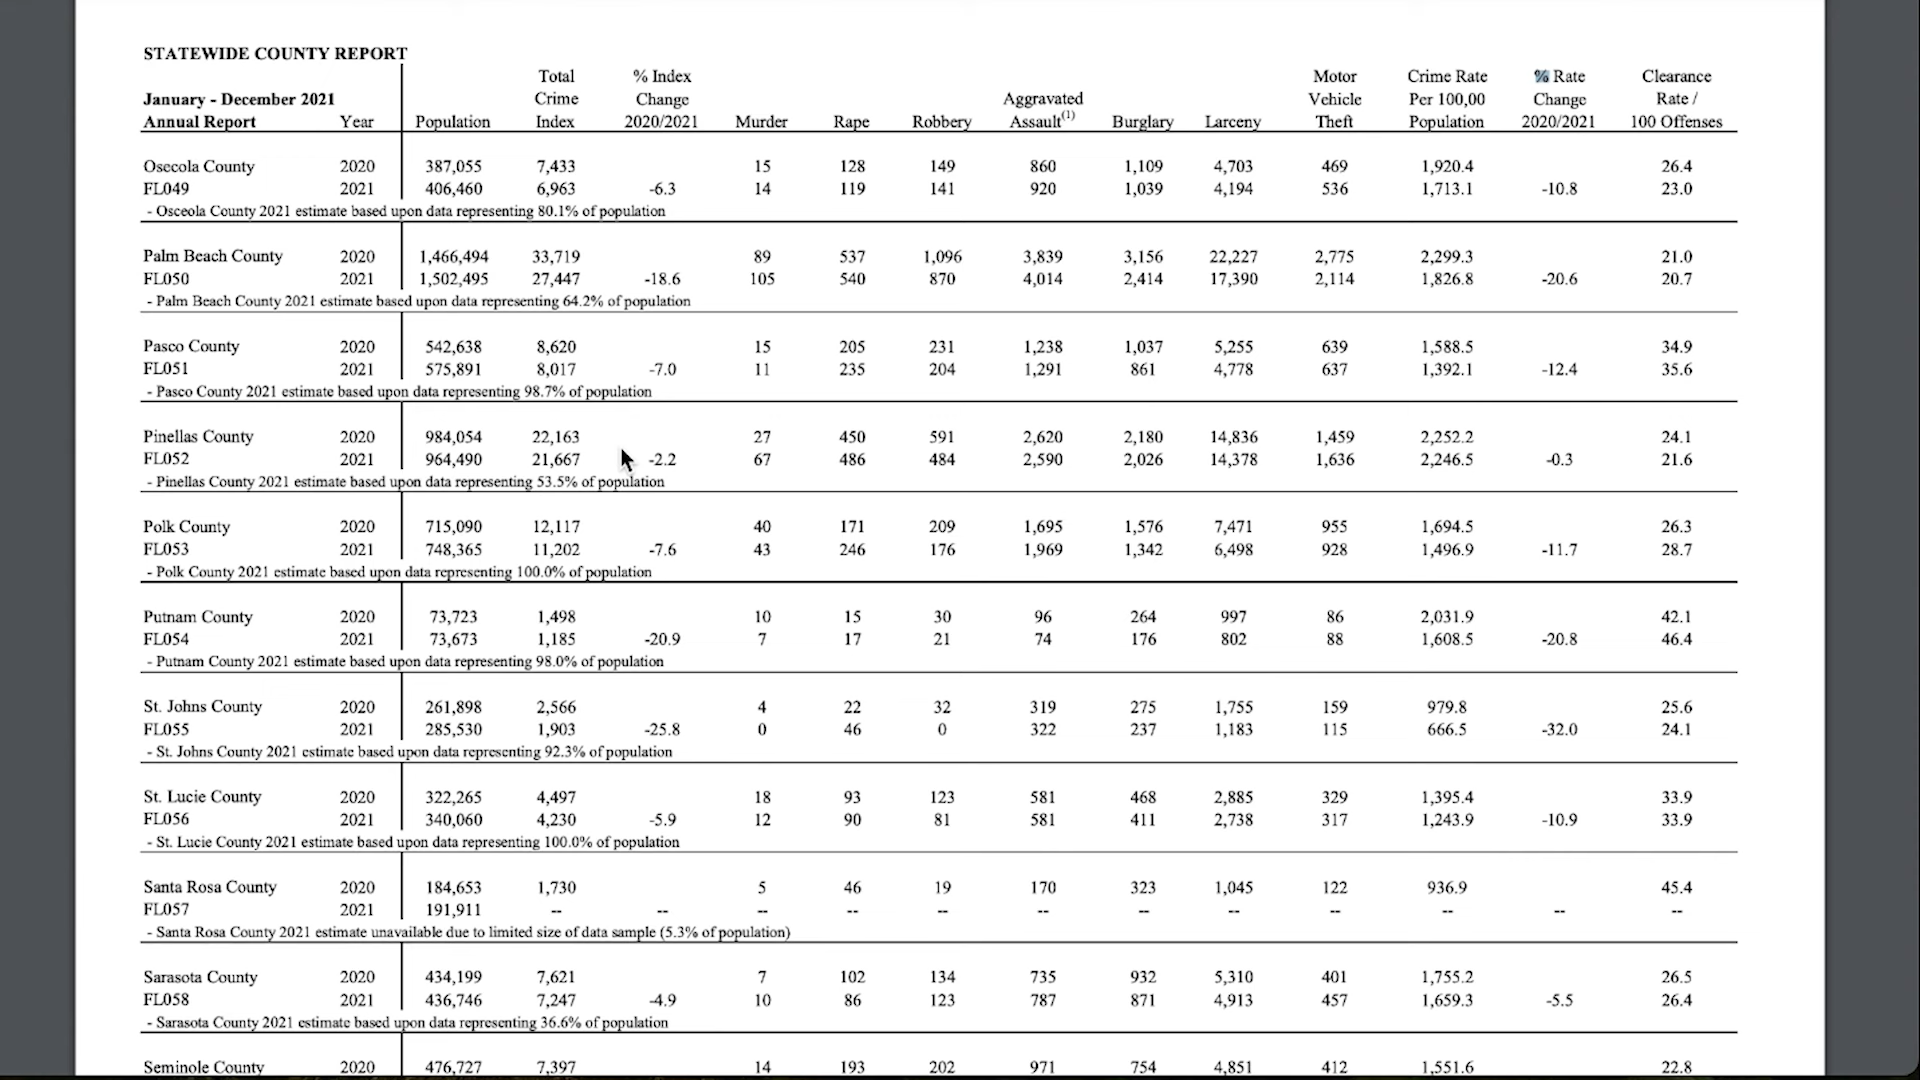 STATEWIDE COUNTY REPORT
Total % Index Motor Crime Rate % Rate Clearance
January - December 2021 Crime Change Aggravated Vehicle Per 100,00 Change Rate /
Annual Report Year Population Index 2020/2021 Murder Rape Robbery Assault(1) Burglary Larceny Theft Population 2020/2021 100 Offenses
Osecola County 2020 387,055 7,433 15 128 149 860 1,109 4,703 469 1,920.4 26.4
FL049 2021 406,460 6,963 -6.3 14 119 141 920 1,039 4,194 536 1,713.1 -10.8 23.0
- Osceola County 2021 estimate based upon data representing 80.1% of population
Palm Beach County 2020 1,466,494 33,719 89 537 1,096 3,839 3,156 22,227 2,775 2,299.3 21.0
FL050 2021 1,502,495 27,447 -18.6 105 540 870 4,014 2,414 17,390 2,114 1,826.8 -20.6 20.7
- Palm Beach County 2021 estimate based upon data representing 64.2% of population
Pasco County 2020 542,638 8,620 15 205 231 1,238 1,037 5,255 639 1,588.5 34.9
FL051 2021 575,891 8,017 -7.0 11 235 204 1,291 861 4,778 637 1,392.1 -12.4 35.6
- Pasco County 2021 estimate based upon data representing 98.7% of population
Pinellas County 2020 984,054 22,163 27 450 591 2,620 2,180 14,836 1,459 2,252.2 24.1
FL052 2021 964,490 21,667 -2.2 67 486 484 2,590 2,026 14,378 1,636 2,246.5 -0.3 21.6
- Pinellas County 2021 estimate based upon data representing 53.5% of population
Polk County 2020 715,090 12,117 40 171 209 1,695 1,576 7,471 955 1,694.5 26.3
FL053 2021 748,365 11,202 -7.6 43 246 176 1,969 1,342 6,498 928 1,496.9 -11.7 28.7
- Polk County 2021 estimate based upon data representing 100.0% of population
Putnam County 2020 73,723 1,498 10 15 30 96 264 997 86 2,031.9 42.1
FL054 2021 73,673 1,185 -20.9 7 17 21 74 176 802 88 1,608.5 -20.8 46.4
- Putnam County 2021 estimate based upon data representing 98.0% of population
St. Johns County 2020 261,898 2,566 4 22 32 319 275 1,755 159 979.8 25.6
FL055 2021 285,530 1,903 -25.8 0 46 0 322 237 1,183 115 666.5 -32.0 24.1
- St. Johns County 2021 estimate based upon data representing 92.3% of population
St. Lucie County 2020 322,265 4,497 18 93 123 581 468 2,885 329 1,395.4 33.9
FL056 2021 340,060 4,230 -5.9 12 90 81 581 411 2,738 317 1,243.9 -10.9 33.9
- St. Lucie County 2021 estimate based upon data representing 100.0% of population
Santa Rosa County 2020 184,653 1,730 5 46 19 170 323 1,045 122 936.9 45.4
FL057 2021 191,911 -- -- -- -- -- -- -- -- -- -- -- --
- Santa Rosa County 2021 estimate unavailable due to limited size of data sample (5.3% of population)
Sarasota County 2020 434,199 7,621 7 102 134 735 932 5,310 401 1,755.2 26.5
FL058 2021 436,746 7,247 -4.9 10 86 123 787 871 4,913 457 1,659.3 -5.5 26.4
- Sarasota County 2021 estimate based upon data representing 36.6% of population
Seminole County 2020 476,727 7,397 14 193 202 971 754 4,851 412 1,551.6 22.8